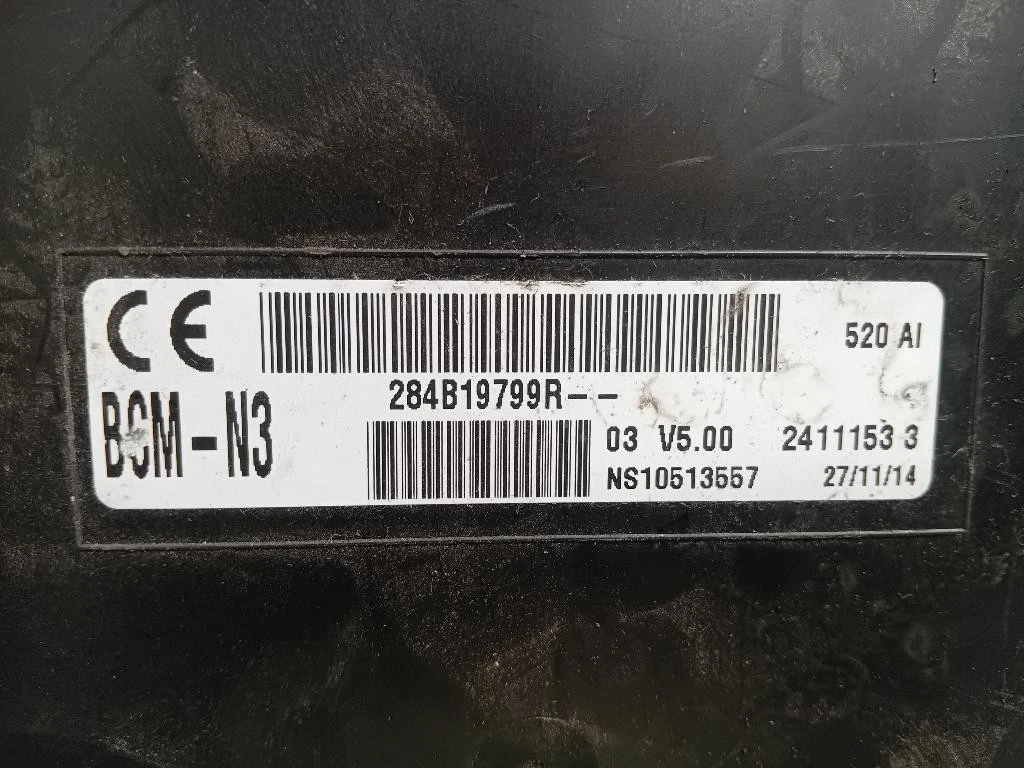 CE
520 AI
284B19799R--
BCM-N3
03 V5.00
2411153 3
NS10513557
27/11/14